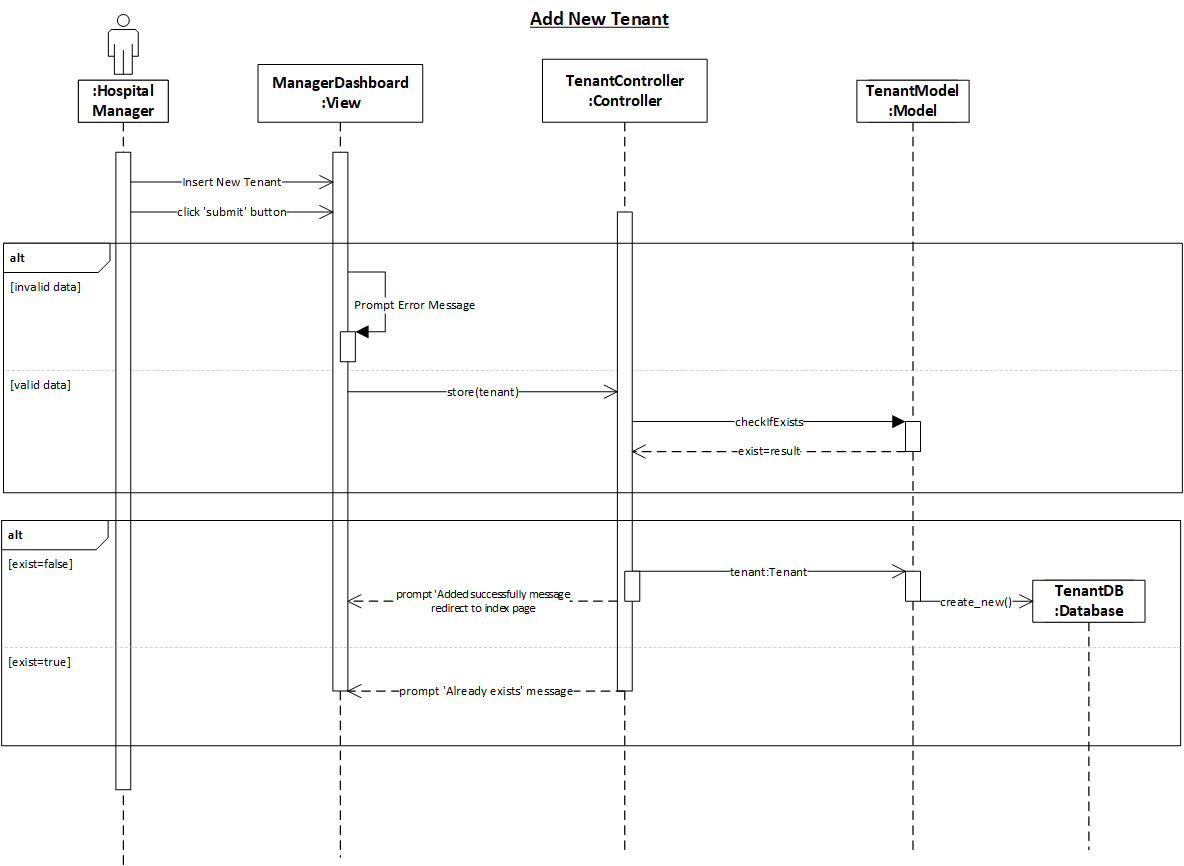 Add New Tenant
:Hospital
Manager
ManagerDashboard
:View
TenantController
:Controller
TenantModel
:Model
Insert New Tenant
click 'submit' button
alt
[invalid data]
Prompt Error Message
[valid data]
store(tenant)
checkIfExists
exist=result
alt
[exist=false]
tenant:Tenant
prompt 'Added successfully message
redirect to index page
create_new()
TenantDB
:Database
[exist=true]
prompt 'Already exists' message